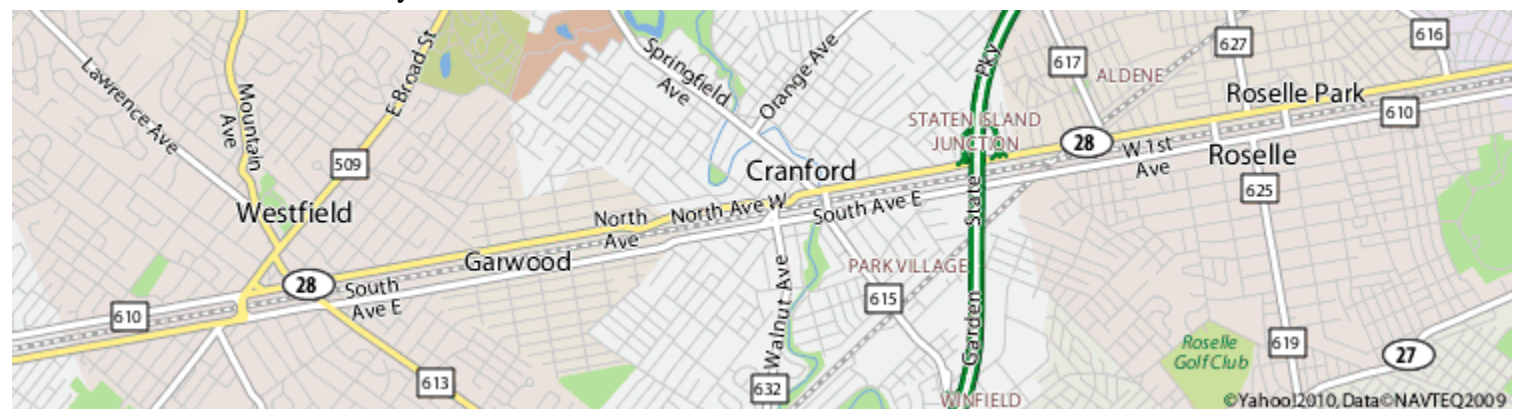 Lawrence Ave
Mountain
Ave
E Broad St
509
Westfield
28
610
South
Ave E
613
Garwood
North
Ave
North Ave W
Springfield
Ave
Orange Ave
Cranford
South Ave E
Walnut Ave
632
PARK VILLAGE
615
STATEN ISLAND
JUNCTION
Garden State Pky
WINFIELD
617
ALDENE
627
616
Roselle Park
610
28
W 1st
Ave
Roselle
625
Roselle
Golf Club
619
27
©Yahoo!2010,Data©NAVTEQ2009